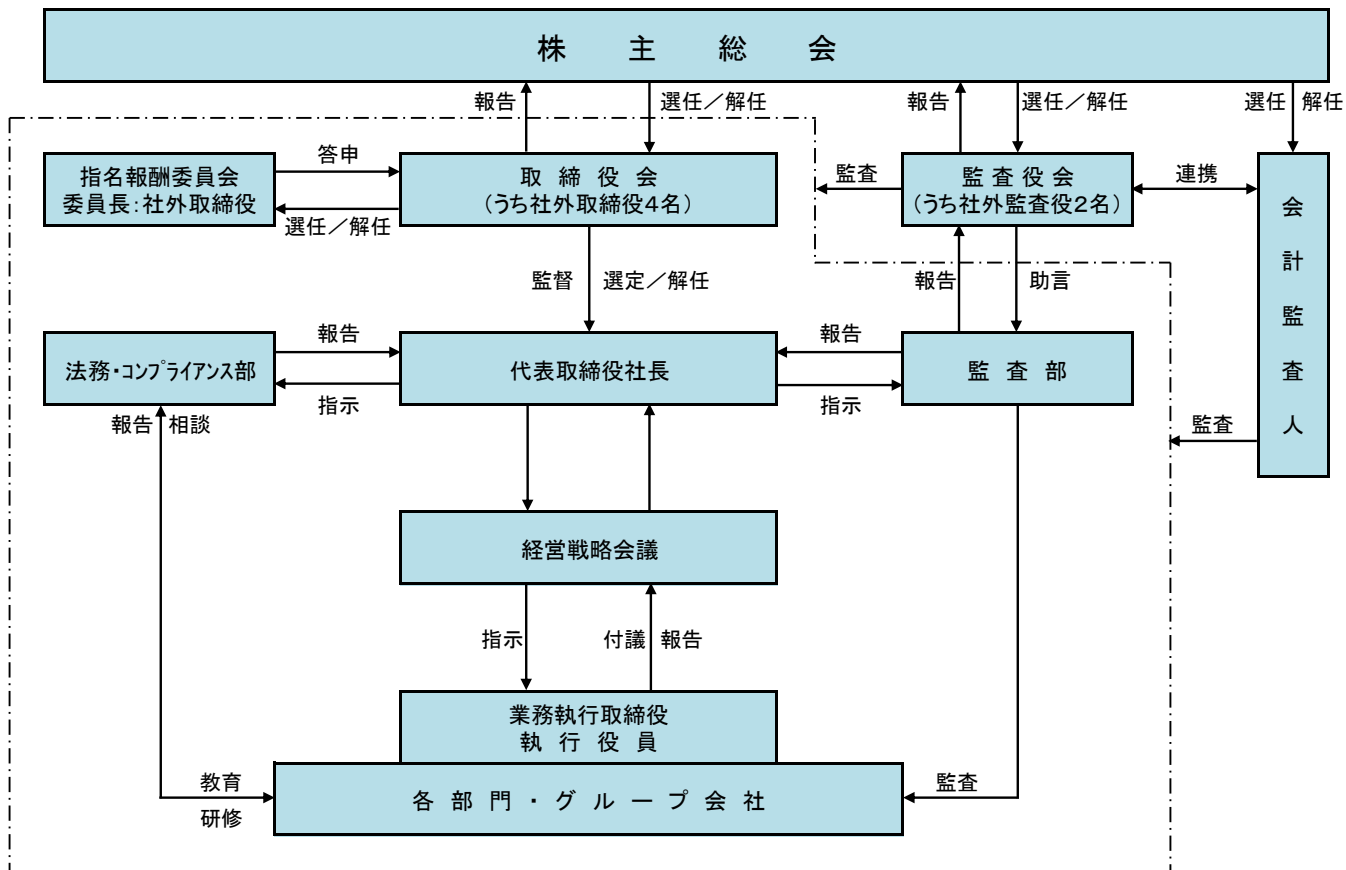 株主総会
報告
選任／解任
報告
選任／解任
選任
解任
指名報酬委員会
委員長：社外取締役
答申
選任／解任
取締役会
(うち社外取締役4名)
監査
監査役会
(うち社外監査役2名)
連携
会計監査人
監督
選定／解任
報告
助言
法務・コンプライアンス部
報告
指示
代表取締役社長
報告
指示
監査部
報告
相談
監査
経営戦略会議
指示
付議
報告
業務執行取締役
執行役員
教育
研修
各部門・グループ会社
監査